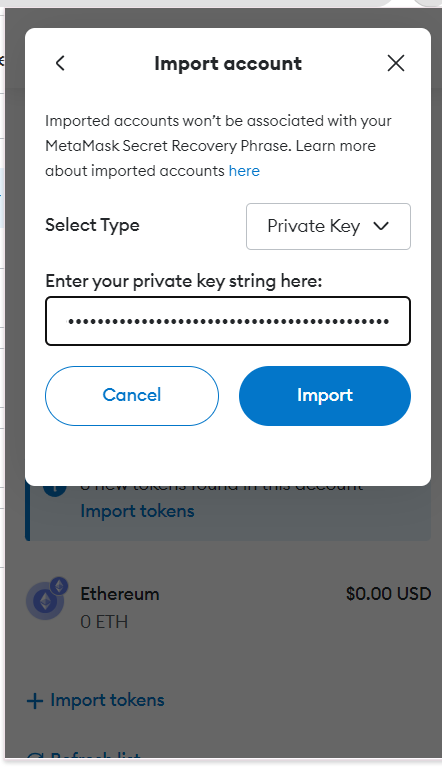 Import account
Imported accounts won't be associated with your
MetaMask Secret Recovery Phrase. Learn more
about imported accounts here
Select Type
Private Key
Enter your private key string here:
••••••••••••••••••••••••••••••••••••••••••••
Cancel
Import
new tokens found in this account
Import tokens
Ethereum
$0.00 USD
0 ETH
+ Import tokens
Refresh list